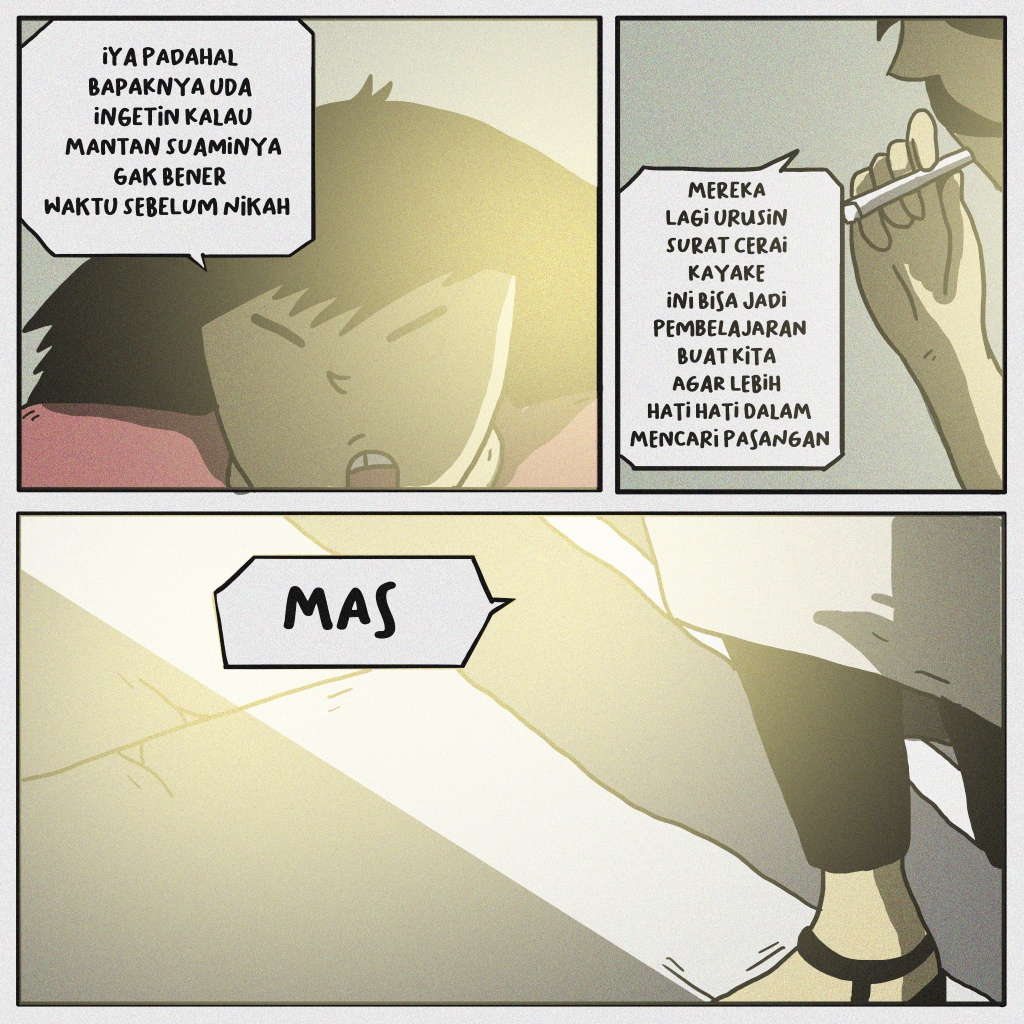 iYA PADAHAL
BAPAKNYA UDA
iNGETiN KALAU
MANTAN SUAMiNYA
GAK BENER
WAKTU SEBELUM NiKAH
MEREKA
LAGi URUSiN
SURAT CERAi
KAYAKE
iNi BiSA JADi
PEMBELAJARAN
BUAT KiTA
AGAR LEBiH
HATi HATi DALAM
MENCARi PASANGAN
MAS